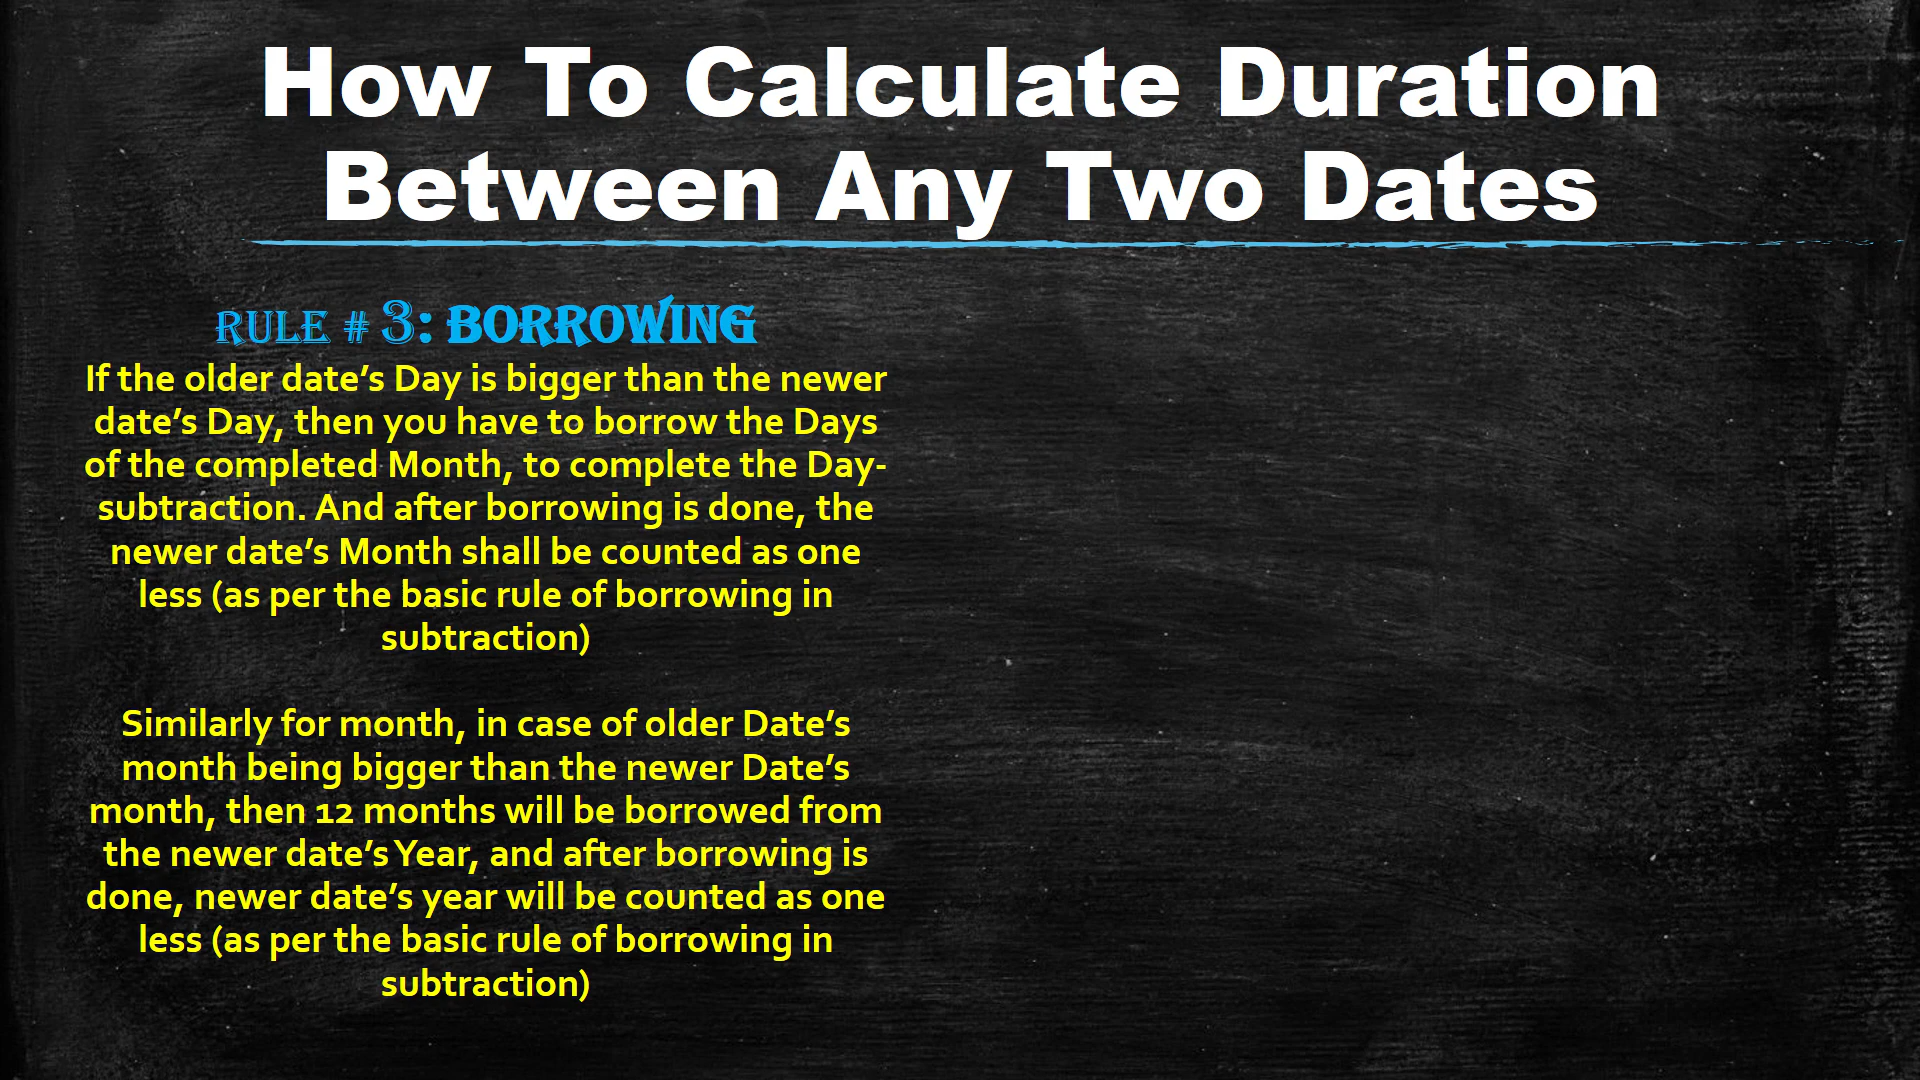 How To Calculate Duration
Between Any Two Dates
RULE # 3: BORROWING
If the older date’s Day is bigger than the newer
date’s Day, then you have to borrow the Days
of the completed Month, to complete the Day-
subtraction. And after borrowing is done, the
newer date’s Month shall be counted as one
less (as per the basic rule of borrowing in
subtraction)
Similarly for month, in case of older Date’s
month being bigger than the newer Date’s
month, then 12 months will be borrowed from
the newer date’s Year, and after borrowing is
done, newer date’s year will be counted as one
less (as per the basic rule of borrowing in
subtraction)